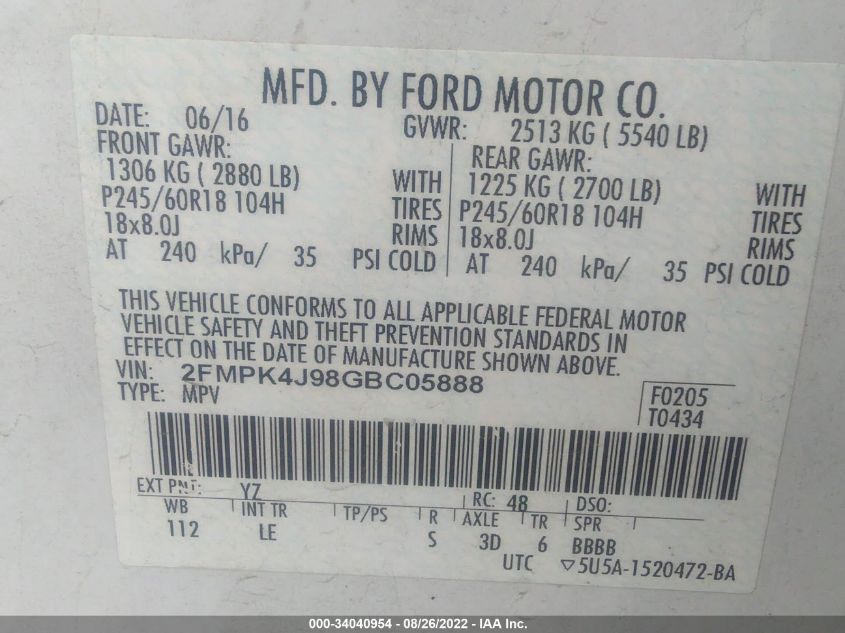 MFD. BY FORD MOTOR CO.
DATE: 06/16 GVWR: 2513 KG ( 5540 LB)
FRONT GAWR: REAR GAWR:
1306 KG ( 2880 LB) WITH 1225 KG ( 2700 LB) WITH
P245/60R18 104H TIRES P245/60R18 104H TIRES
18x8.0J RIMS 18x8.0J RIMS
AT 240 kPa/ 35 PSI COLD AT 240 kPa/ 35 PSI COLD
THIS VEHICLE CONFORMS TO ALL APPLICABLE FEDERAL MOTOR
VEHICLE SAFETY AND THEFT PREVENTION STANDARDS IN
EFFECT ON THE DATE OF MANUFACTURE SHOWN ABOVE.
VIN: 2FMPK4J98GBC05888
TYPE: MPV
F0205
T0434
EXT PNT: YZ RC: 48 DSO:
WB INT TR TP/PS R AXLE TR SPR
112 LE S 3D 6 BBBB
UTC ▽5U5A-1520472-BA
000-34040954 - 08/26/2022 - IAA Inc.